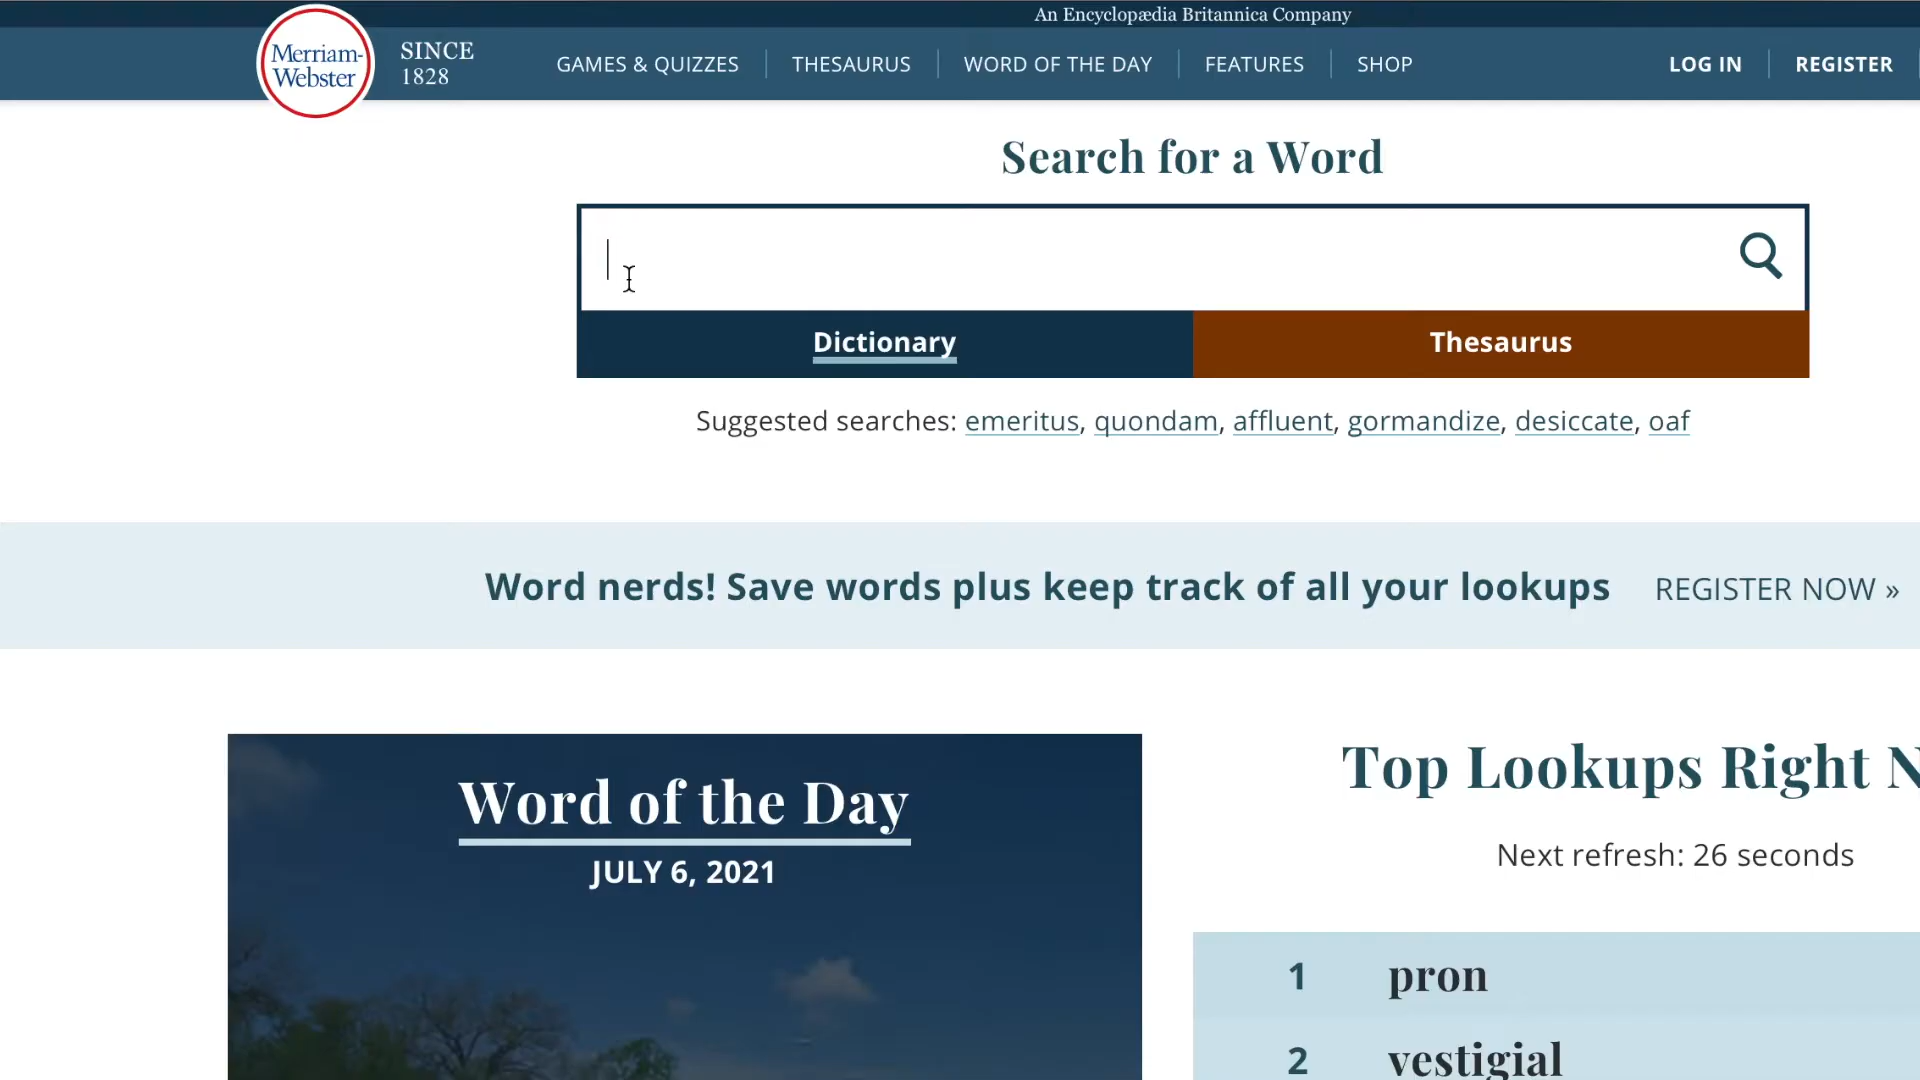 An Encyclopædia Britannica Company
Merriam-
Webster
SINCE
1828
GAMES & QUIZZES
THESAURUS
WORD OF THE DAY
FEATURES
SHOP
LOG IN
REGISTER
Search for a Word
Dictionary
Thesaurus
Suggested searches: emeritus, quondam, affluent, gormandize, desiccate, oaf
Word nerds! Save words plus keep track of all your lookups
REGISTER NOW »
Word of the Day
JULY 6, 2021
Top Lookups Right N
Next refresh: 26 seconds
1 pron
2 vestigial